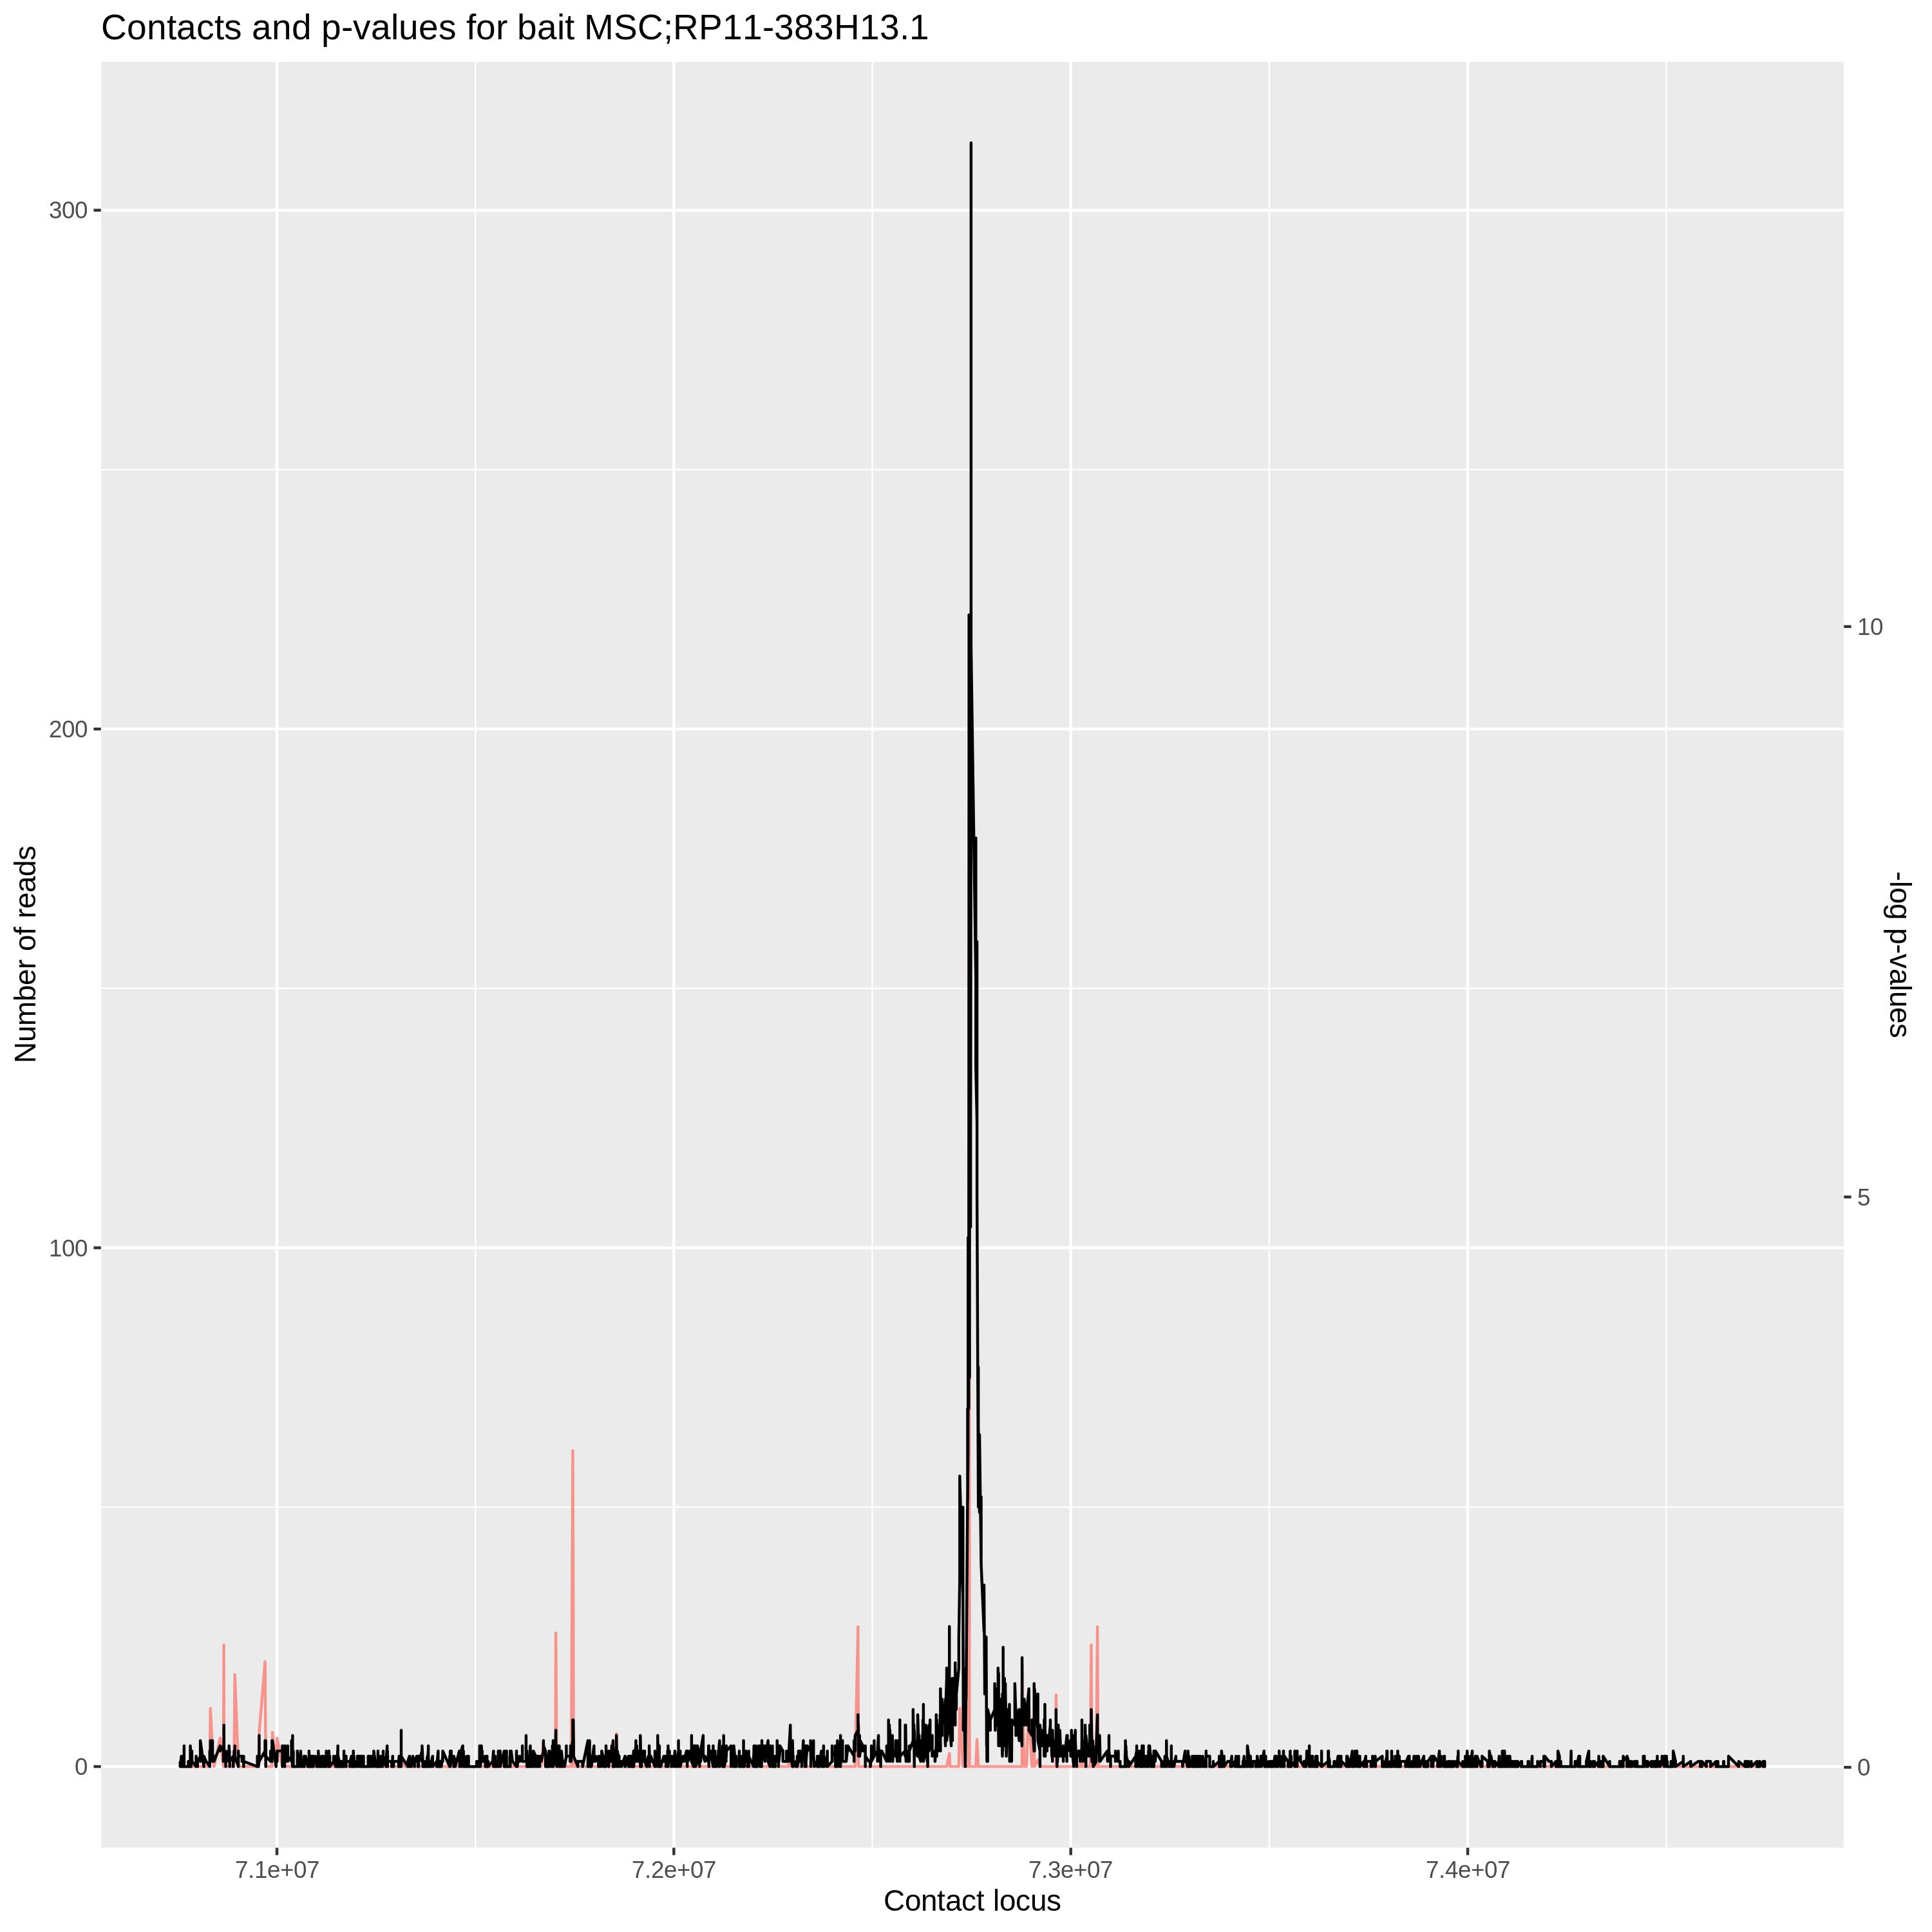 Contacts and p-values for bait MSC;RP11-383H13.1
300
200
100
0
Number of reads
10
5
0
-log p-values
7.1e+07
7.2e+07
7.3e+07
7.4e+07
Contact locus